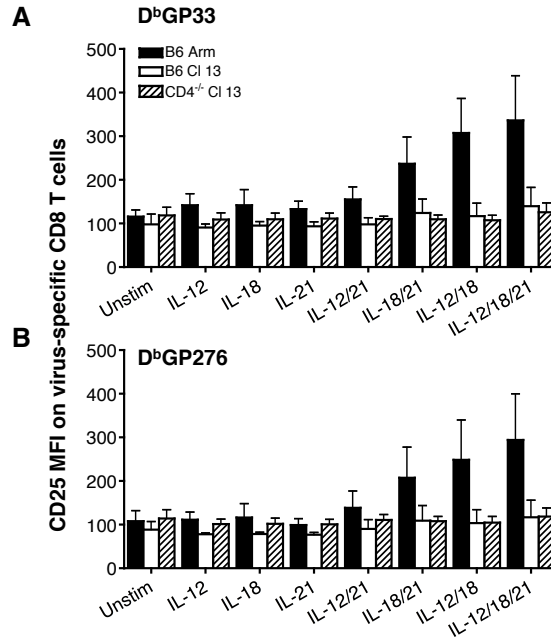 A
DᵇGP33
500
400
300
200
100
0
B6 Arm
B6 Cl 13
CD4⁻/⁻ Cl 13
Unstim
IL-12
IL-18
IL-21
IL-12/21
IL-18/21
IL-12/18
IL-12/18/21
CD25 MFI on virus-specific CD8 T cells
B
DᵇGP276
500
400
300
200
100
0
Unstim
IL-12
IL-18
IL-21
IL-12/21
IL-18/21
IL-12/18
IL-12/18/21